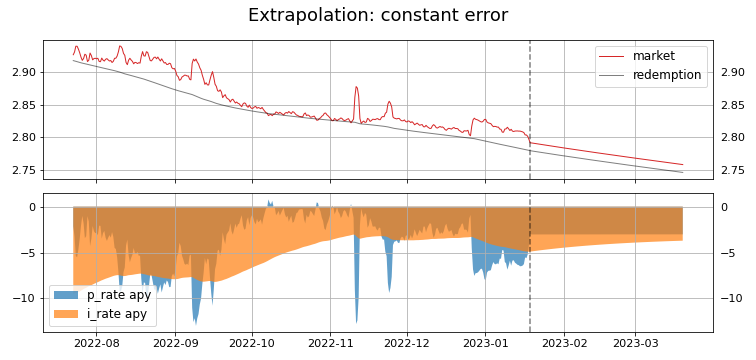 Extrapolation: constant error
2.90
2.85
2.80
2.75
market
redemption
2.90
2.85
2.80
2.75
0
−5
−10
p_rate apy
i_rate apy
0
−5
−10
2022-08 2022-09 2022-10 2022-11 2022-12 2023-01 2023-02 2023-03